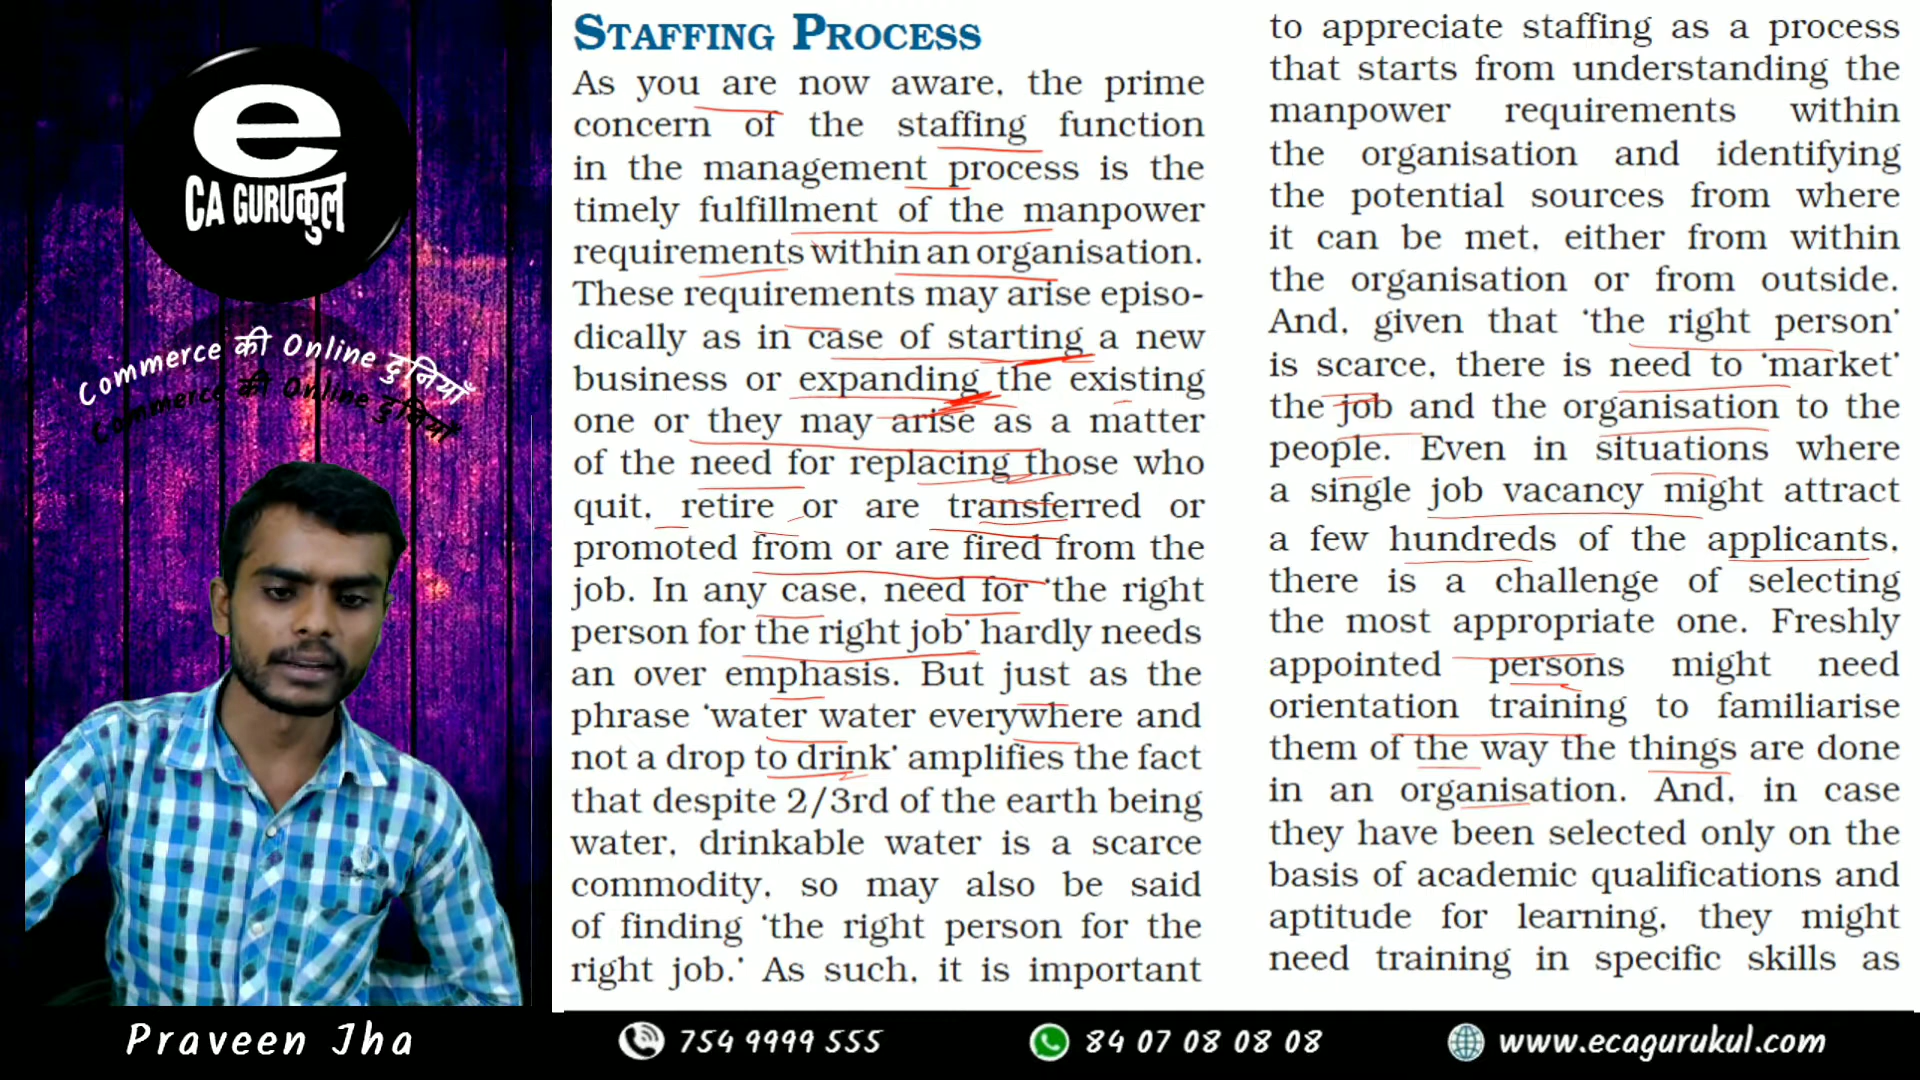 e
CA GURUकुल
Commerce की Online दुनियाँ
Commerce की Online दुनियाँ
STAFFING PROCESS
As you are now aware, the prime
concern of the staffing function
in the management process is the
timely fulfillment of the manpower
requirements within an organisation.
These requirements may arise episo-
dically as in case of starting a new
business or expanding the existing
one or they may arise as a matter
of the need for replacing those who
quit, retire or are transferred or
promoted from or are fired from the
job. In any case, need for ‘the right
person for the right job’ hardly needs
an over emphasis. But just as the
phrase ‘water water everywhere and
not a drop to drink’ amplifies the fact
that despite 2/3rd of the earth being
water, drinkable water is a scarce
commodity, so may also be said
of finding ‘the right person for the
right job.’ As such, it is important
to appreciate staffing as a process
that starts from understanding the
manpower requirements within
the organisation and identifying
the potential sources from where
it can be met, either from within
the organisation or from outside.
And, given that ‘the right person’
is scarce, there is need to ‘market’
the job and the organisation to the
people. Even in situations where
a single job vacancy might attract
a few hundreds of the applicants,
there is a challenge of selecting
the most appropriate one. Freshly
appointed persons might need
orientation training to familiarise
them of the way the things are done
in an organisation. And, in case
they have been selected only on the
basis of academic qualifications and
aptitude for learning, they might
need training in specific skills as
Praveen Jha
754 9999 555
84 07 08 08 08
www.ecagurukul.com